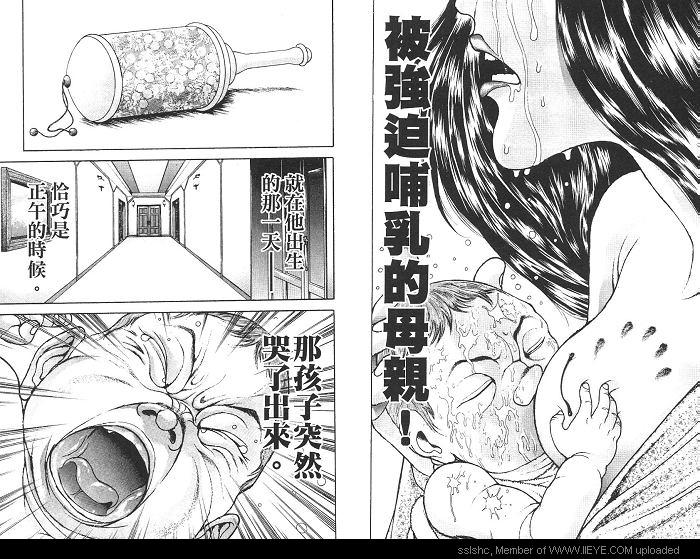 被強迫哺乳的母親！
就在他出生
的那一天——
恰巧是
正午的時候。
那孩子突然
哭了出來。
sslshc, Member of WWW.IIEYE.COM uploaded